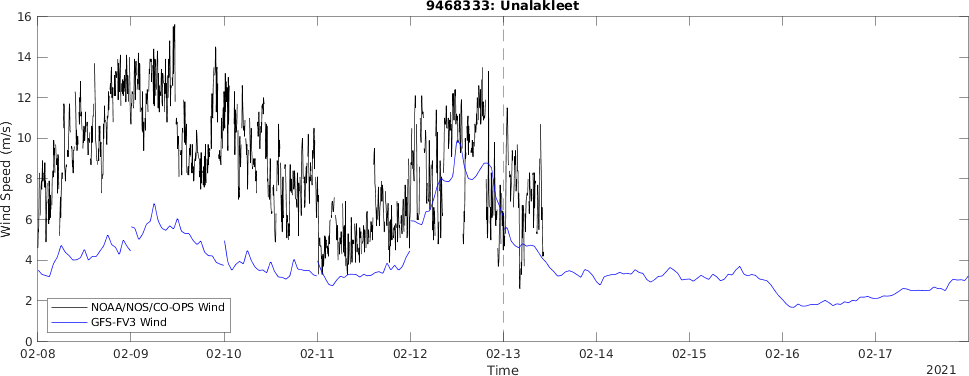 9468333: Unalakleet
Wind Speed (m/s)
16
14
12
10
8
6
4
2
0
NOAA/NOS/CO-OPS Wind
GFS-FV3 Wind
02-08 02-09 02-10 02-11 02-12 02-13 02-14 02-15 02-16 02-17
Time
2021